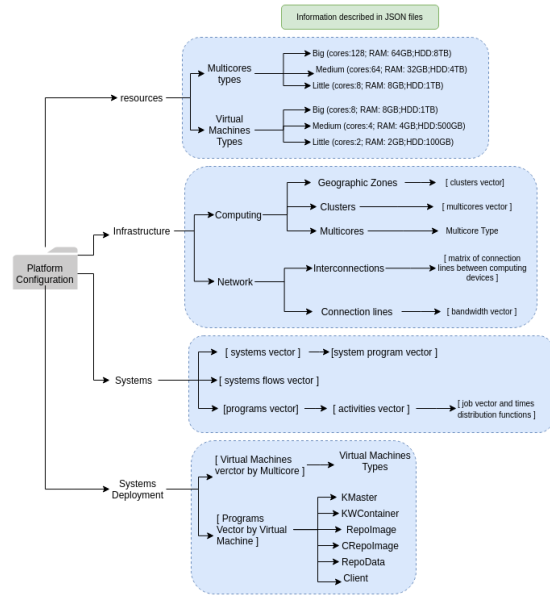 Information described in JSON files
Multicores
types
Big (cores:128; RAM: 64GB;HDD:8TB)
Medium (cores:64; RAM: 32GB;HDD:4TB)
Little (cores:8; RAM: 8GB;HDD:1TB)
resources
Virtual
Machines
Types
Big (cores:8; RAM: 8GB;HDD:1TB)
Medium (cores:4; RAM: 4GB;HDD:500GB)
Little (cores:2; RAM: 2GB;HDD:100GB)
Platform
Configuration
Infrastructure
Computing
Geographic Zones
[ clusters vector]
Clusters
[ multicores vector ]
Multicores
Multicore Type
Network
Interconnections
[ matrix of connection
lines between computing
devices ]
Connection lines
[ bandwidth vector ]
Systems
[ systems vector ]
[system program vector ]
[ systems flows vector ]
[programs vector]
[ activities vector ]
[ job vector and times
distribution functions ]
Systems
Deployment
[ Virtual Machines
verctor by Multicore ]
Virtual Machines
Types
[ Programs
Vector by Virtual
Machine ]
KMaster
KWContainer
RepoImage
CRepoImage
RepoData
Client